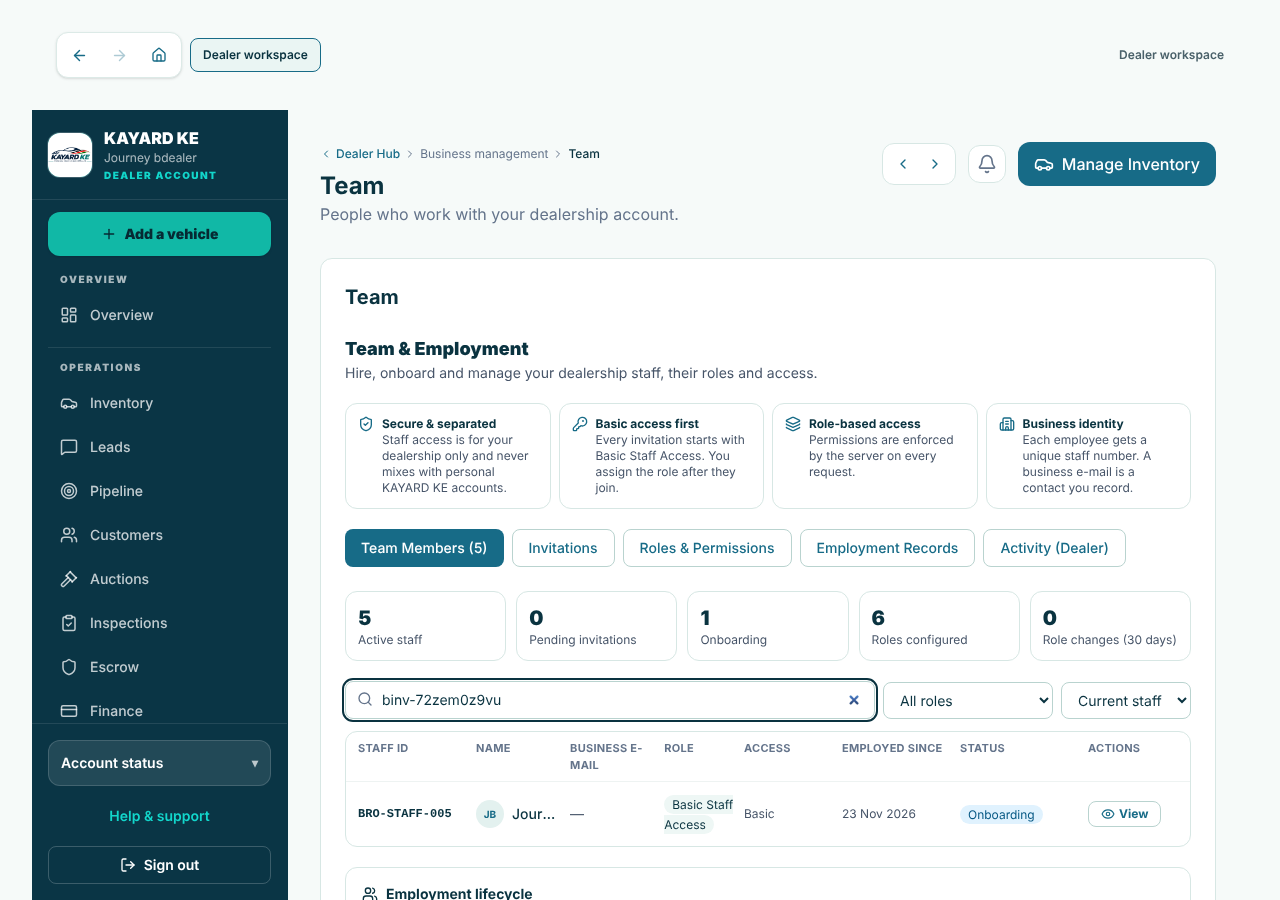 Dealer workspace
Dealer workspace
KAYARD KE
KAYARD KE
Journey bdealer
DEALER ACCOUNT
Add a vehicle
OVERVIEW
Overview
OPERATIONS
Inventory
Leads
Pipeline
Customers
Auctions
Inspections
Escrow
Finance
Account status
Help & support
Sign out
Dealer Hub
Business management
Team
Team
People who work with your dealership account.
Manage Inventory
Team
Team & Employment
Hire, onboard and manage your dealership staff, their roles and access.
Secure & separated
Staff access is for your
dealership only and never
mixes with personal
KAYARD KE accounts.
Basic access first
Every invitation starts with
Basic Staff Access. You
assign the role after they
join.
Role-based access
Permissions are enforced
by the server on every
request.
Business identity
Each employee gets a
unique staff number. A
business e-mail is a
contact you record.
Team Members (5)
Invitations
Roles & Permissions
Employment Records
Activity (Dealer)
5
Active staff
0
Pending invitations
1
Onboarding
6
Roles configured
0
Role changes (30 days)
binv-72zem0z9vu
All roles
Current staff
STAFF ID
NAME
BUSINESS E-
MAIL
ROLE
ACCESS
EMPLOYED SINCE
STATUS
ACTIONS
BRO-STAFF-005
JB
Jour...
—
Basic Staff
Access
Basic
23 Nov 2026
Onboarding
View
Employment lifecycle